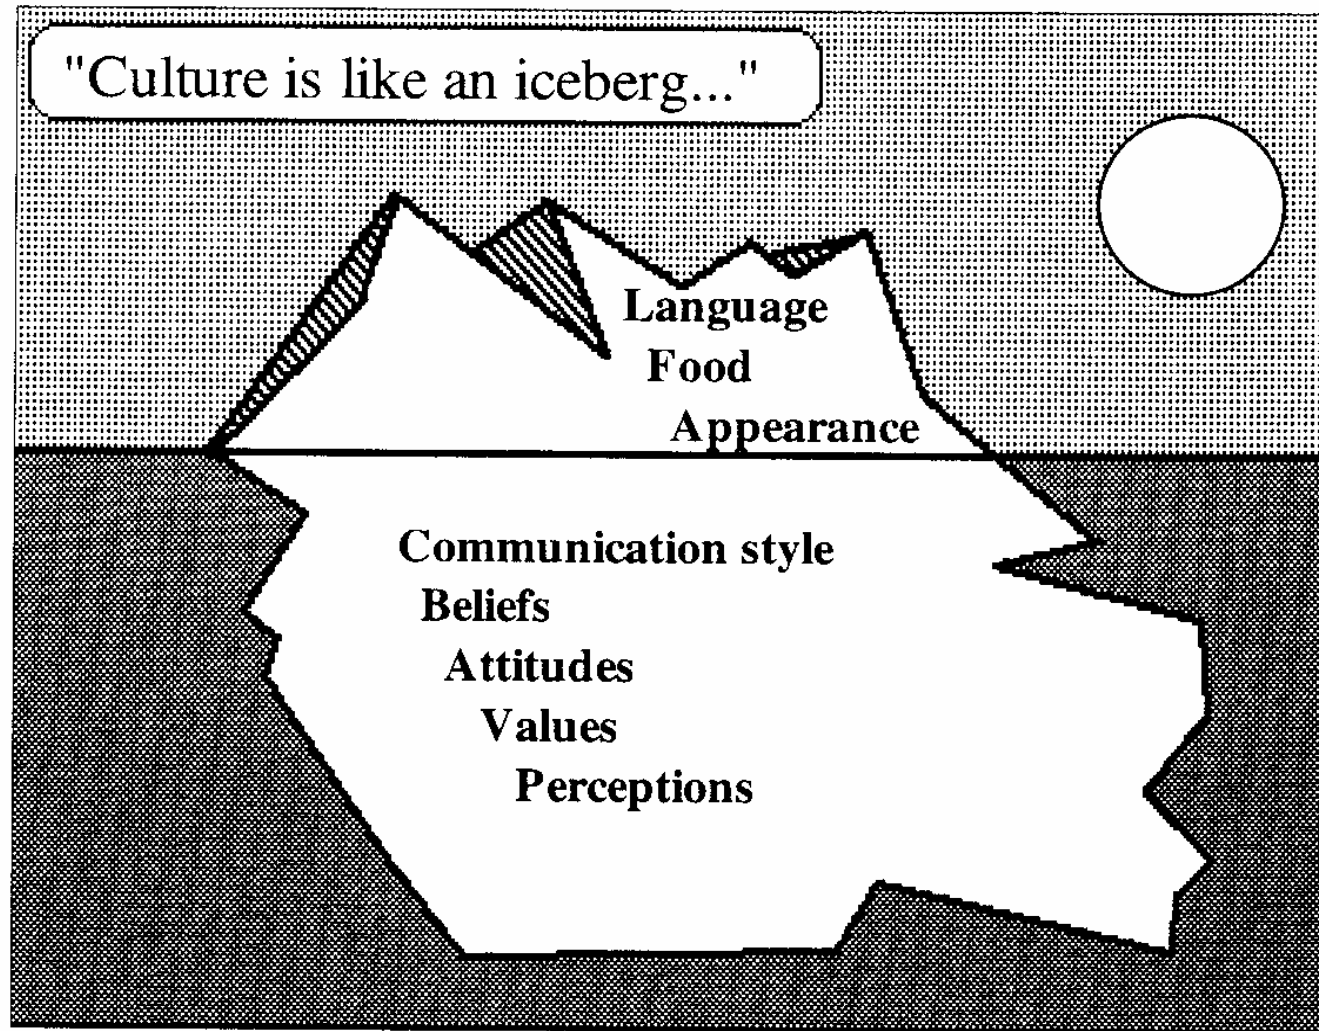 "Culture is like an iceberg..."
Language
Food
Appearance
Communication style
Beliefs
Attitudes
Values
Perceptions